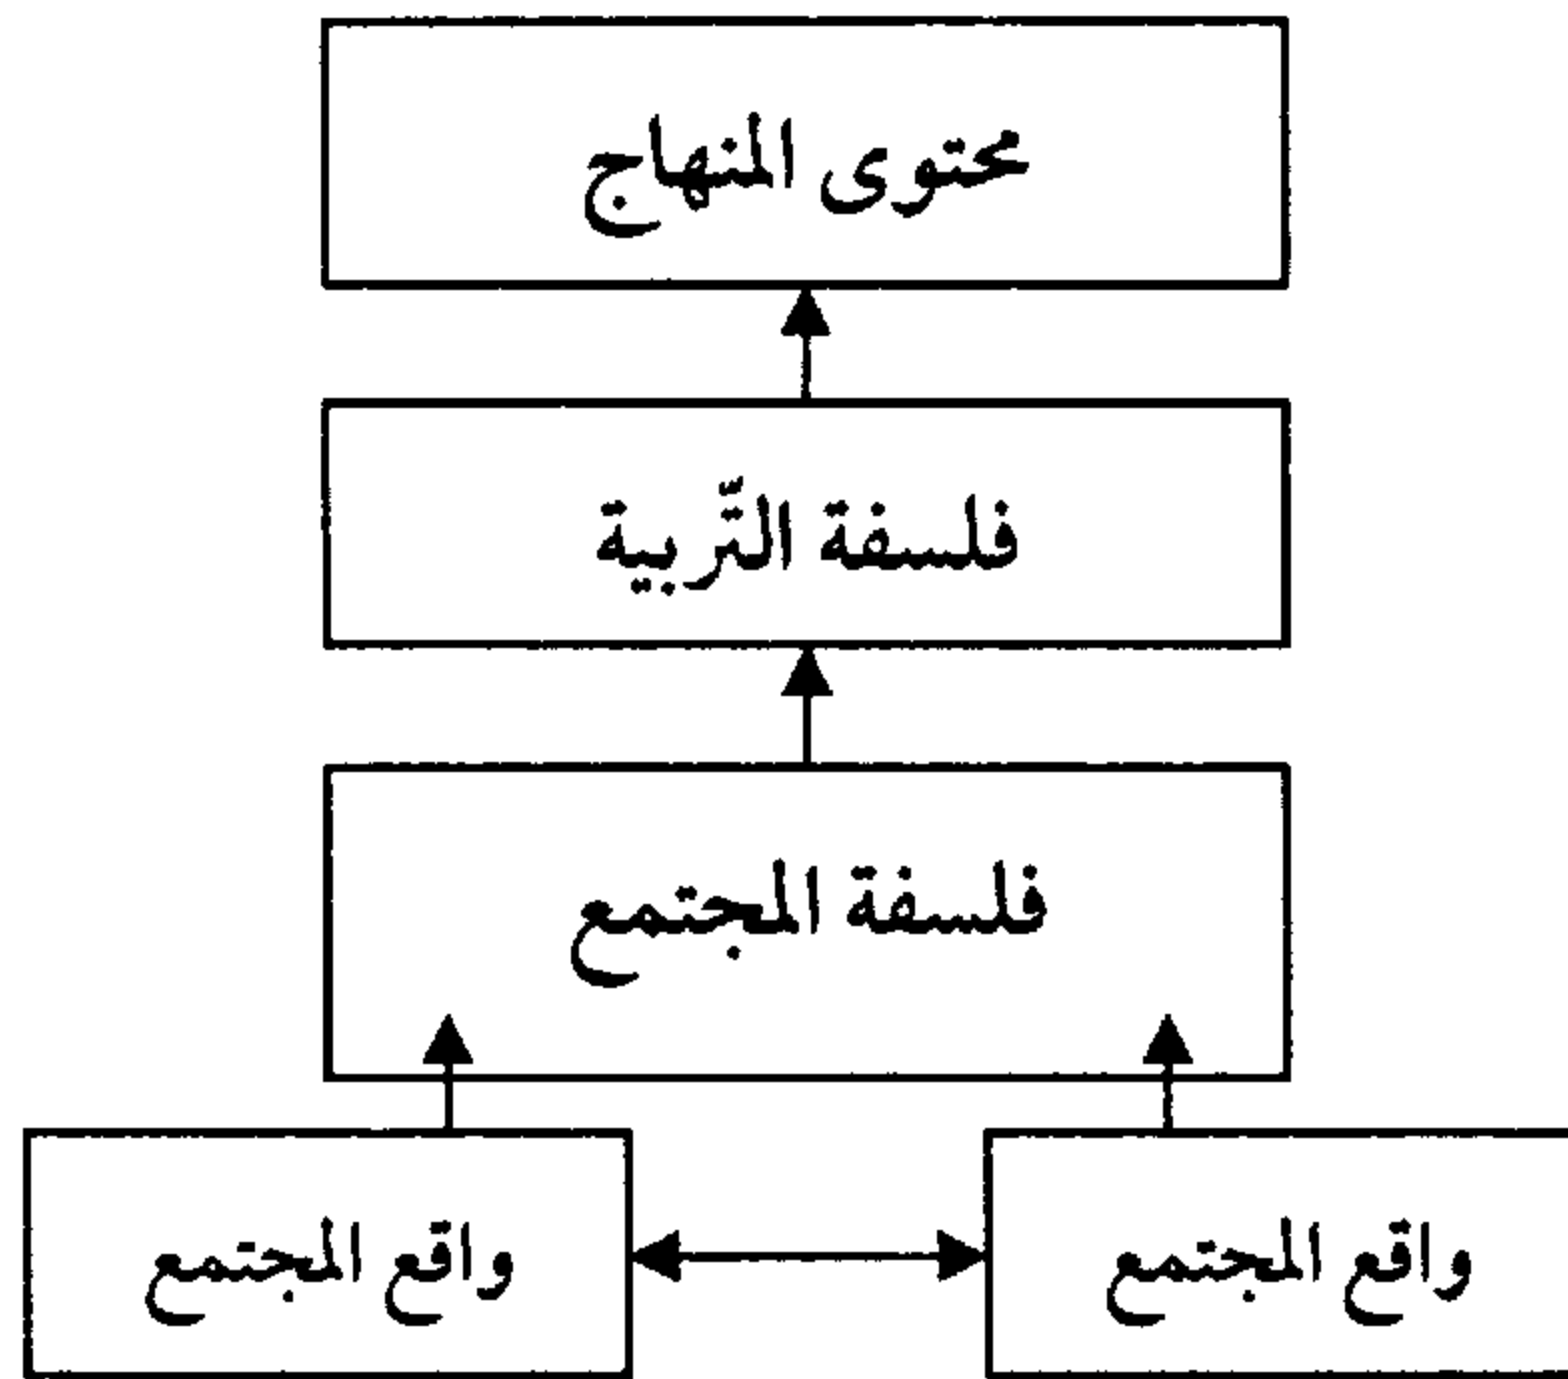 محتوى المنهاج
فلسفة التّربية
فلسفة المجتمع
واقع المجتمع
واقع المجتمع